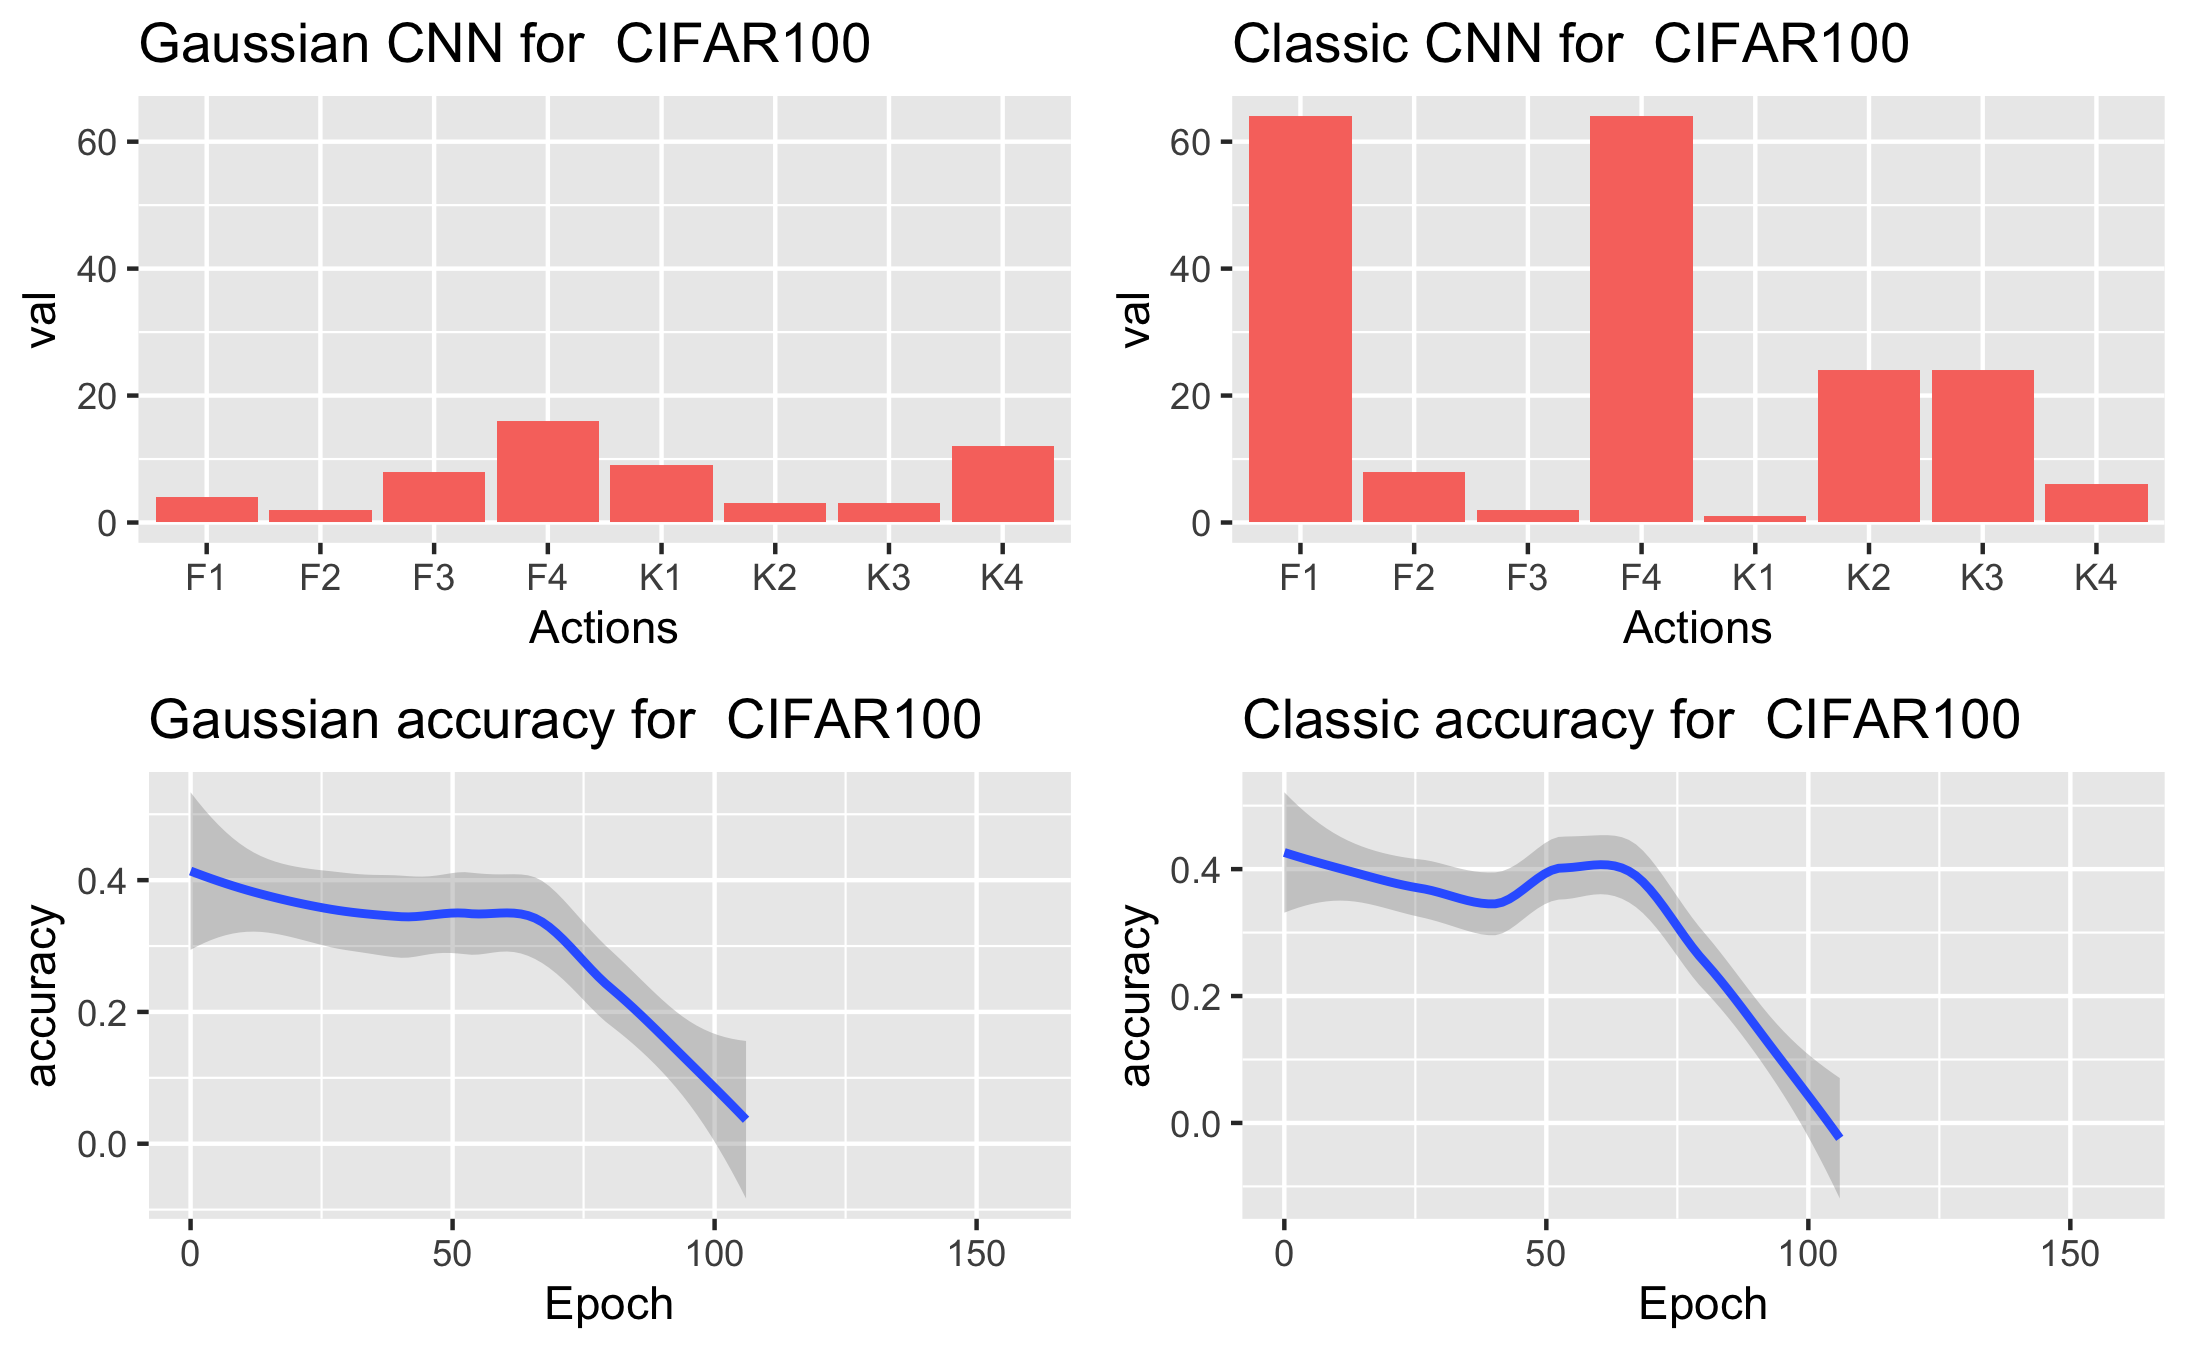 Gaussian CNN for  CIFAR100
60
40
20
0
val
F1 F2 F3 F4 K1 K2 K3 K4
Actions
Classic CNN for  CIFAR100
60
40
20
0
val
F1 F2 F3 F4 K1 K2 K3 K4
Actions
Gaussian accuracy for  CIFAR100
0.4
0.2
0.0
accuracy
0 50 100 150
Epoch
Classic accuracy for  CIFAR100
0.4
0.2
0.0
accuracy
0 50 100 150
Epoch